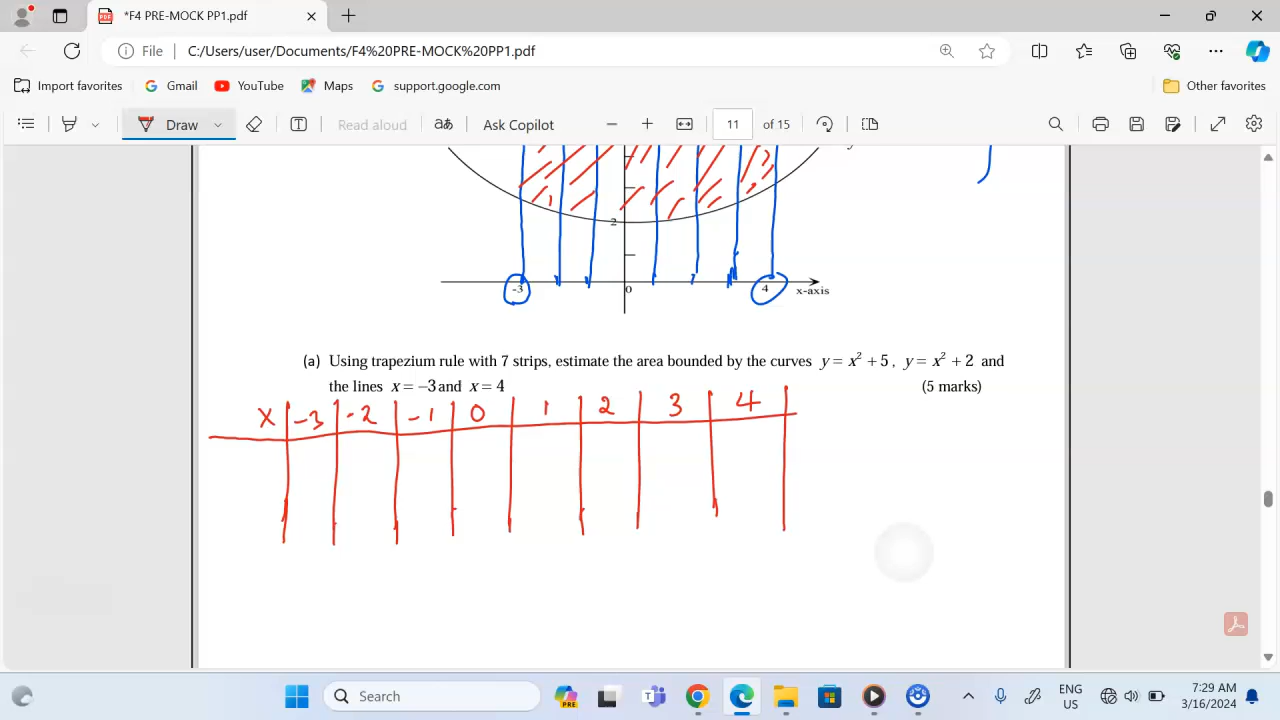 *F4 PRE-MOCK PP1.pdf
File C:/Users/user/Documents/F4%20PRE-MOCK%20PP1.pdf
Import favorites Gmail YouTube Maps support.google.com Other favorites
Draw Read aloud Ask Copilot 11 of 15
2
-3 0 4 x-axis
(a) Using trapezium rule with 7 strips, estimate the area bounded by the curves y = x² + 5 , y = x² + 2 and
the lines x = −3 and x = 4 (5 marks)
x -3 -2 -1 0 1 2 3 4
Search PRE ENG US 7:29 AM 3/16/2024